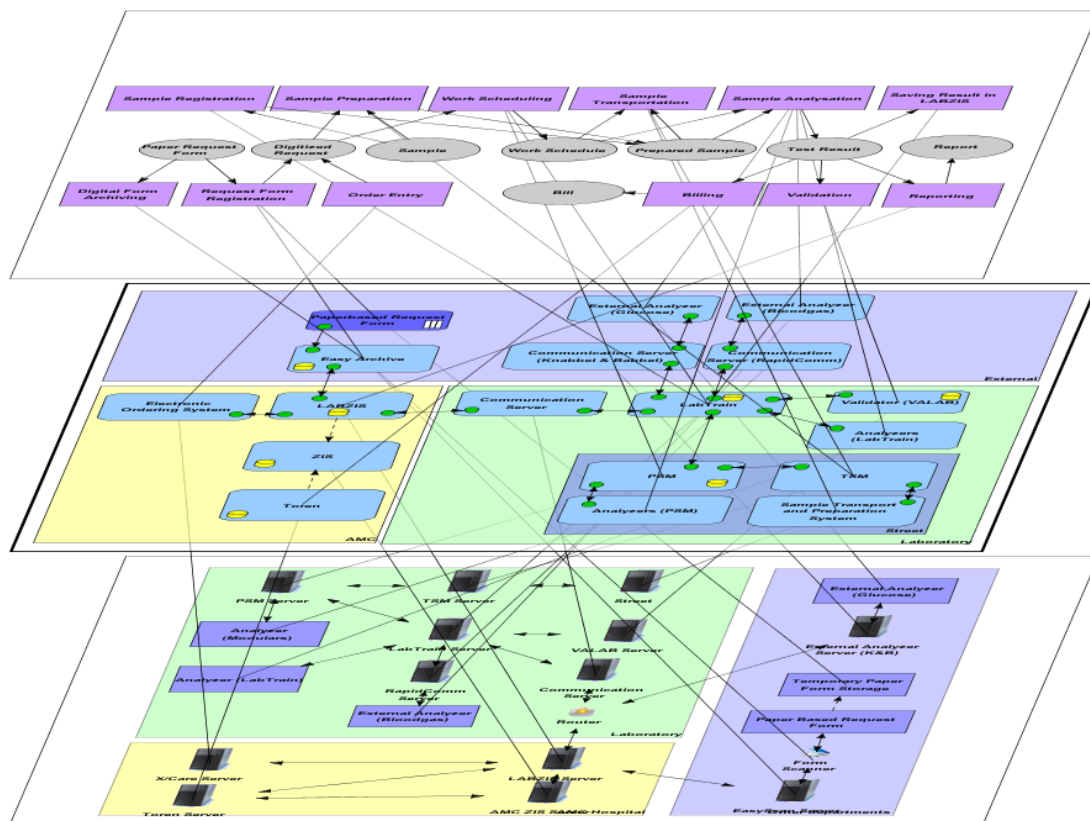 Sample Registration
Sample Preparation
Work Scheduling
Sample
Transportation
Sample Analysation
Saving Result in
LABZIS
Paper Request
Form
Digitized
Request
Sample
Work Schedule
Prepared Sample
Test Result
Report
Digital Form
Archiving
Request Form
Registration
Order Entry
Bill
Billing
Validation
Reporting
Paperbased Request
Form
External Analyzer
(Glucose)
External Analyzer
(Bloodgas)
Easy Archive
Communication Server
(Knabbel & Babbel)
Communication
Server (RapidComm)
External
Electronic
Ordering System
LABZIS
Communication
Server
LabTrain
Validator (VALAB)
Analyzers
(LabTrain)
ZIS
PSM
TSM
Toren
Analyzers (PSM)
Sample Transport
and Preparation
System
Street
AMC
Laboratory
PSM Server
TSM Server
Street
External Analyzer
(Glucose)
Analyzer
(Modulars)
LabTrain Server
VALAB Server
External Analyzer
Server (K&B)
Analyzer (LabTrain)
RapidComm
Server
Communication
Server
Temporary Paper
Form Storage
External Analyzer
(Bloodgas)
Router
Paper Based Request
Form
Laboratory
Form
Scanner
X/Care Server
LABZIS Server
Toren Server
AMC ZIS
Hospital
EasyScan Server
Departments